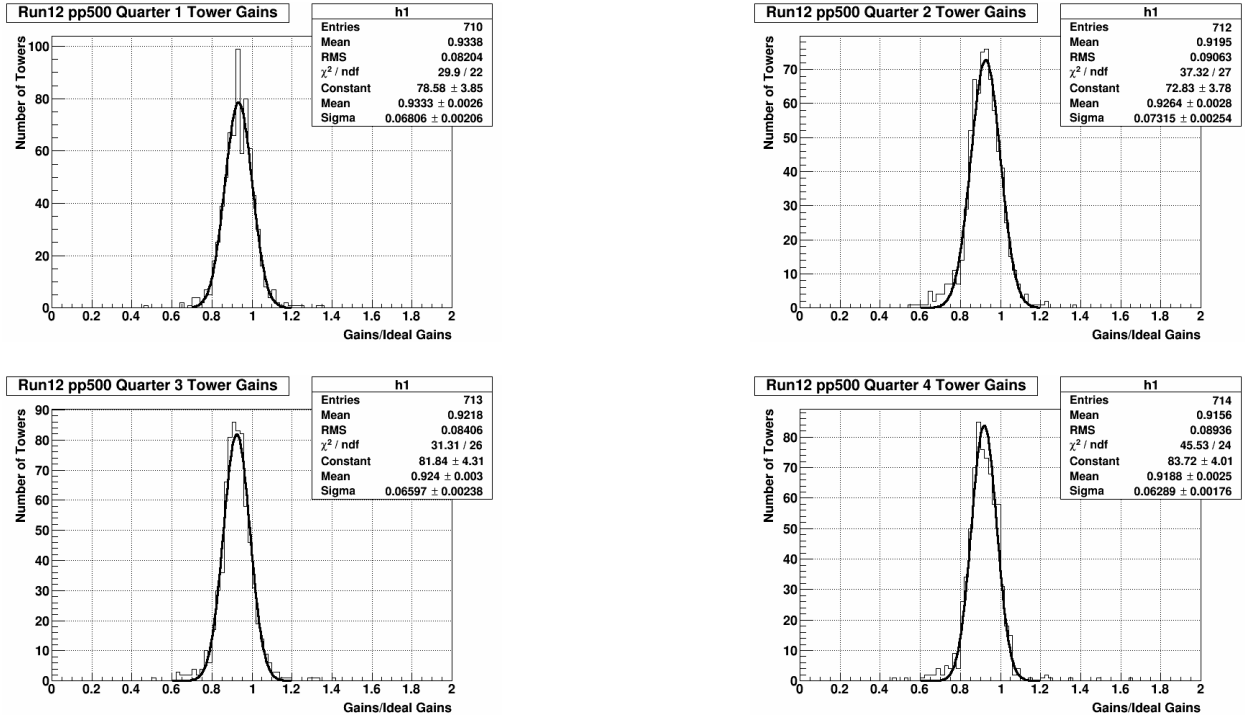 Run12 pp500 Quarter 1 Tower Gains
h1
Entries 710
Mean 0.9338
RMS 0.08204
χ² / ndf 29.9 / 22
Constant 78.58 ± 3.85
Mean 0.9333 ± 0.0026
Sigma 0.06806 ± 0.00206
Number of Towers
100
80
60
40
20
0
0 0.2 0.4 0.6 0.8 1 1.2 1.4 1.6 1.8 2
Gains/Ideal Gains
Run12 pp500 Quarter 2 Tower Gains
h1
Entries 712
Mean 0.9195
RMS 0.09063
χ² / ndf 37.32 / 27
Constant 72.83 ± 3.78
Mean 0.9264 ± 0.0028
Sigma 0.07315 ± 0.00254
Number of Towers
70
60
50
40
30
20
10
0
0 0.2 0.4 0.6 0.8 1 1.2 1.4 1.6 1.8 2
Gains/Ideal Gains
Run12 pp500 Quarter 3 Tower Gains
h1
Entries 713
Mean 0.9218
RMS 0.08406
χ² / ndf 31.31 / 26
Constant 81.84 ± 4.31
Mean 0.924 ± 0.003
Sigma 0.06597 ± 0.00238
Number of Towers
90
80
70
60
50
40
30
20
10
0
0 0.2 0.4 0.6 0.8 1 1.2 1.4 1.6 1.8 2
Gains/Ideal Gains
Run12 pp500 Quarter 4 Tower Gains
h1
Entries 714
Mean 0.9156
RMS 0.08936
χ² / ndf 45.53 / 24
Constant 83.72 ± 4.01
Mean 0.9188 ± 0.0025
Sigma 0.06289 ± 0.00176
Number of Towers
80
70
60
50
40
30
20
10
0
0 0.2 0.4 0.6 0.8 1 1.2 1.4 1.6 1.8 2
Gains/Ideal Gains